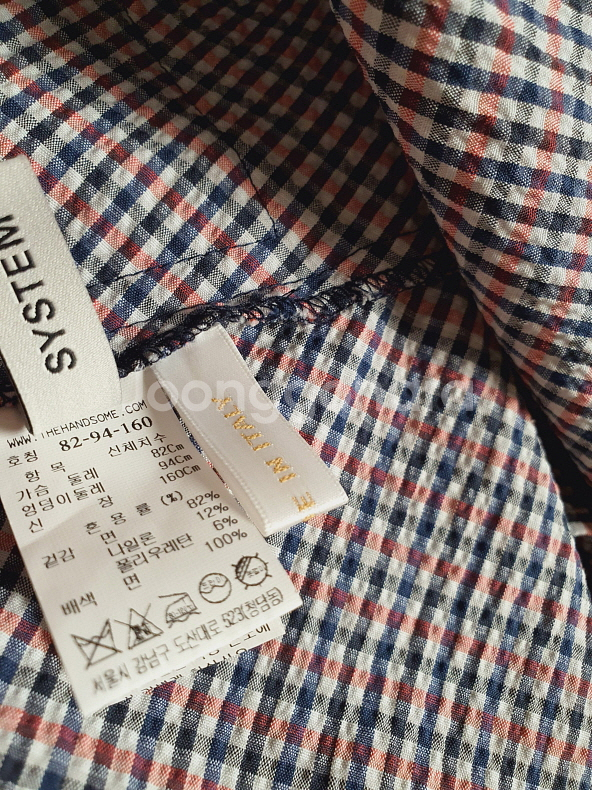 SYSTEM
WWW.THEHANDSOME.COM
호칭 82-94-160
항 목 신체치수
가슴 둘레 82Cm
엉덩이둘레 94Cm
신 장 160Cm
혼 용 률 (%)
겉감 면 82%
나일론 12%
폴리우레탄 6%
배색 면 100%
서울시 강남구 도산대로 523(청담동)